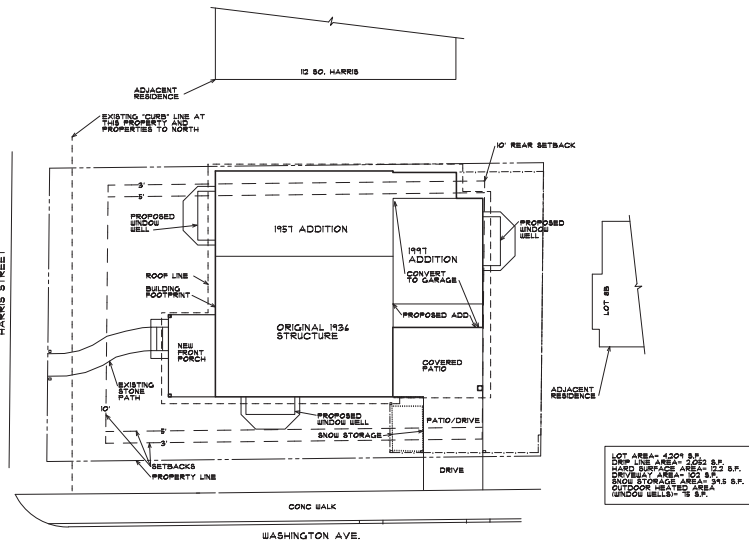 112 SO. HARRIS
ADJACENT
RESIDENCE
EXISTING "CURB" LINE AT
THIS PROPERTY AND
PROPERTIES TO NORTH
10' REAR SETBACK
3'
5'
PROPOSED
WINDOW
WELL
1957 ADDITION
PROPOSED
WINDOW
WELL
1997
ADDITION
CONVERT
TO GARAGE
ROOF LINE
BUILDING
FOOTPRINT
HARRIS STREET
LOT 8B
PROPOSED ADD.
ORIGINAL 1936
STRUCTURE
NEW
FRONT
PORCH
COVERED
PATIO
EXISTING
STONE
PATH
ADJACENT
RESIDENCE
10'
PROPOSED
WINDOW WELL
PATIO/DRIVE
SNOW STORAGE
5'
3'
SETBACKS
PROPERTY LINE
DRIVE
LOT AREA= 4,209 S.F.
DRIP LINE AREA= 2,052 S.F.
HARD SURFACE AREA= 122 S.F.
DRIVEWAY AREA= 102 S.F.
SNOW STORAGE AREA= 39.5 S.F.
OUTDOOR HEATED AREA
(WINDOW WELLS)= 75 S.F.
CONC WALK
WASHINGTON AVE.